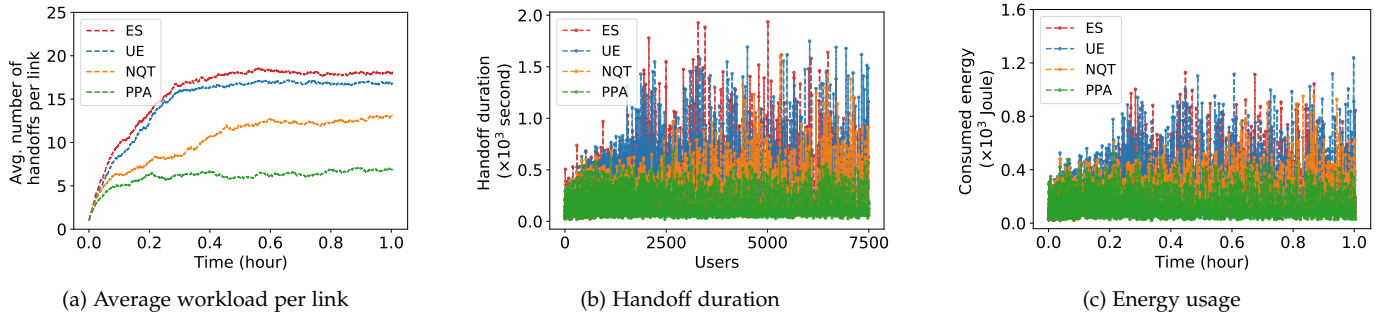 25
20
15
10
5
0
Avg. number of
handoffs per link
ES
UE
NQT
PPA
0.0 0.2 0.4 0.6 0.8 1.0
Time (hour)
(a) Average workload per link
2.0
1.5
1.0
0.5
0.0
Handoff duration
(×10³ second)
ES
UE
NQT
PPA
0 2500 5000 7500
Users
(b) Handoff duration
1.6
1.2
0.8
0.4
0.0
Consumed energy
(×10³ Joule)
ES
UE
NQT
PPA
0.0 0.2 0.4 0.6 0.8 1.0
Time (hour)
(c) Energy usage